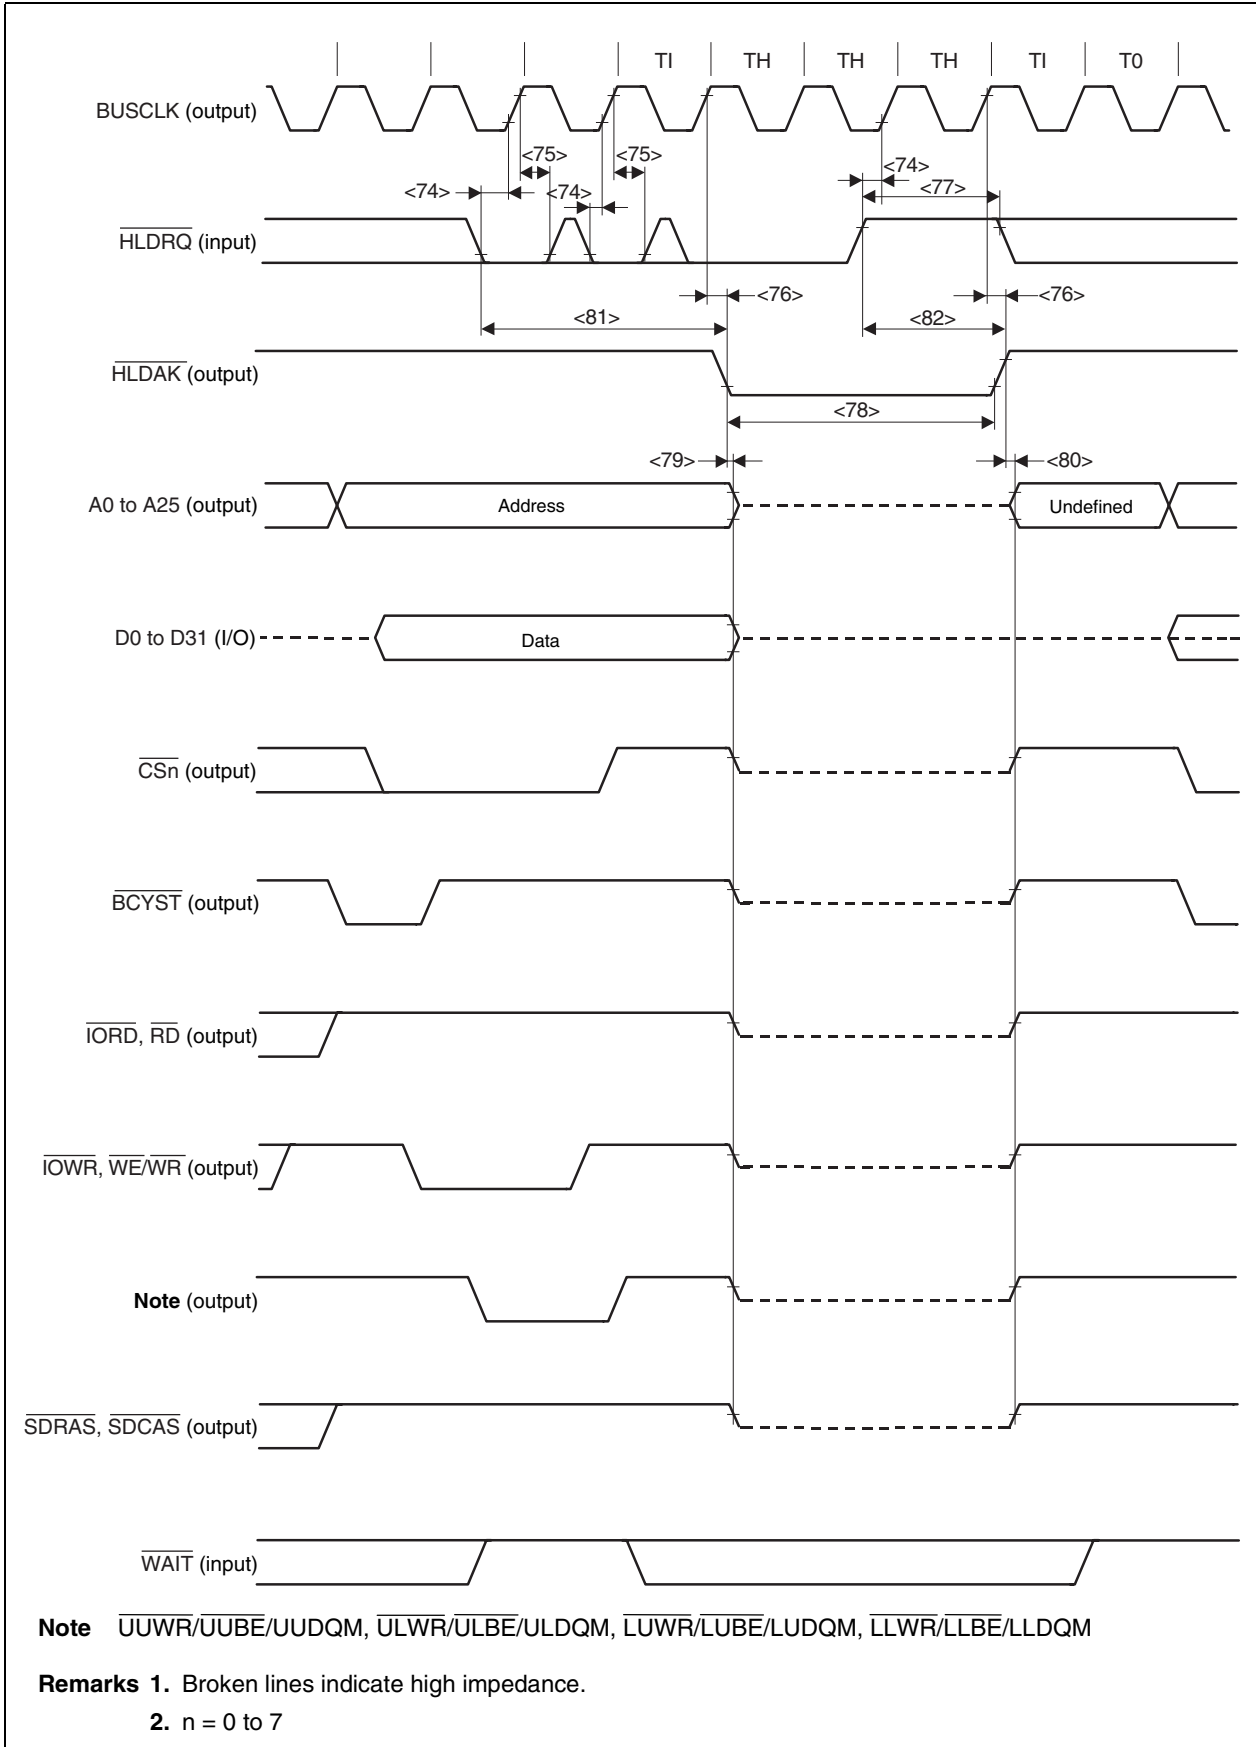 TI TH TH TH TI T0
BUSCLK (output)
<75> <75>
<74> <74> <74>
<77>
HLDRQ (input)
<76> <76>
<81> <82>
HLDAK (output)
<78>
<79> <80>
A0 to A25 (output) Address Undefined
D0 to D31 (I/O) Data
CSn (output)
BCYST (output)
IORD, RD (output)
IOWR, WE/WR (output)
Note (output)
SDRAS, SDCAS (output)
WAIT (input)
Note UUWR/UUBE/UUDQM, ULWR/ULBE/ULDQM, LUWR/LUBE/LUDQM, LLWR/LLBE/LLDQM
Remarks 1. Broken lines indicate high impedance.
2. n = 0 to 7